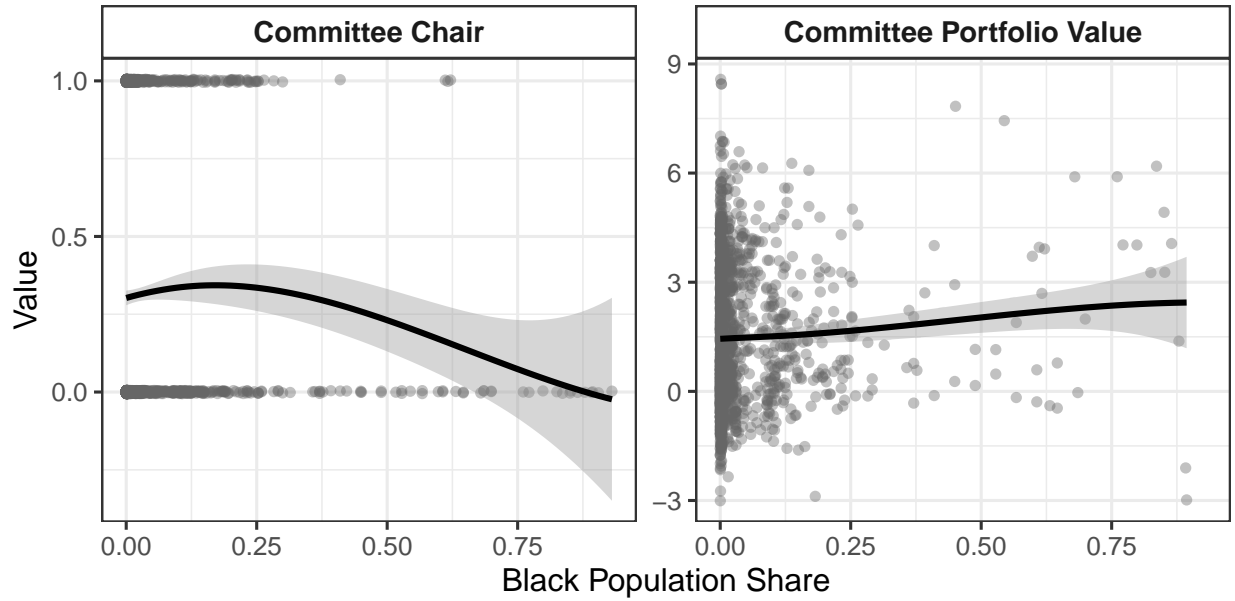 Committee Chair
Committee Portfolio Value
Value
1.0
0.5
0.0
9
6
3
0
−3
0.00 0.25 0.50 0.75
0.00 0.25 0.50 0.75
Black Population Share